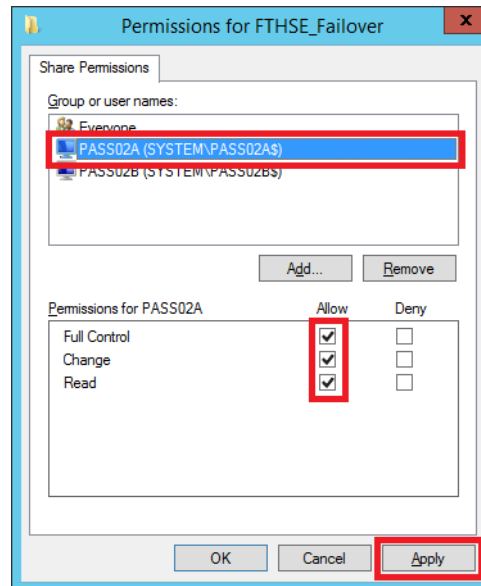 Permissions for FTHSE_Failover
x
Share Permissions
Group or user names:
Everyone
PASS02A (SYSTEM\PASS02A$)
PASS02B (SYSTEM\PASS02B$)
Add... Remove
Permissions for PASS02A Allow Deny
Full Control
Change
Read
OK Cancel Apply